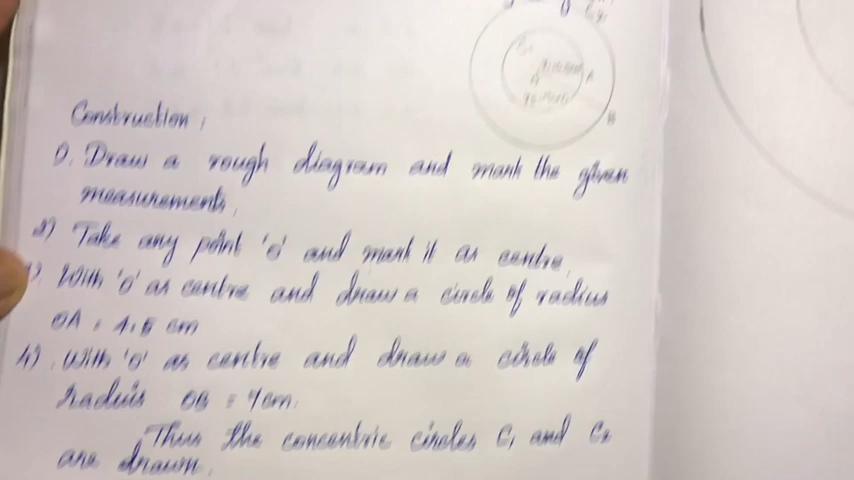 Construction:
1). Draw a rough diagram and mark the given
measurements.
2) Take any point 'o' and mark it as centre.
3) With 'o' as centre and draw a circle of radius
OA = 4.5 cm
4). With 'o' as centre and draw a circle of
radius OB = 7cm.
Thus the concentric circles C₁ and C₂
are drawn.